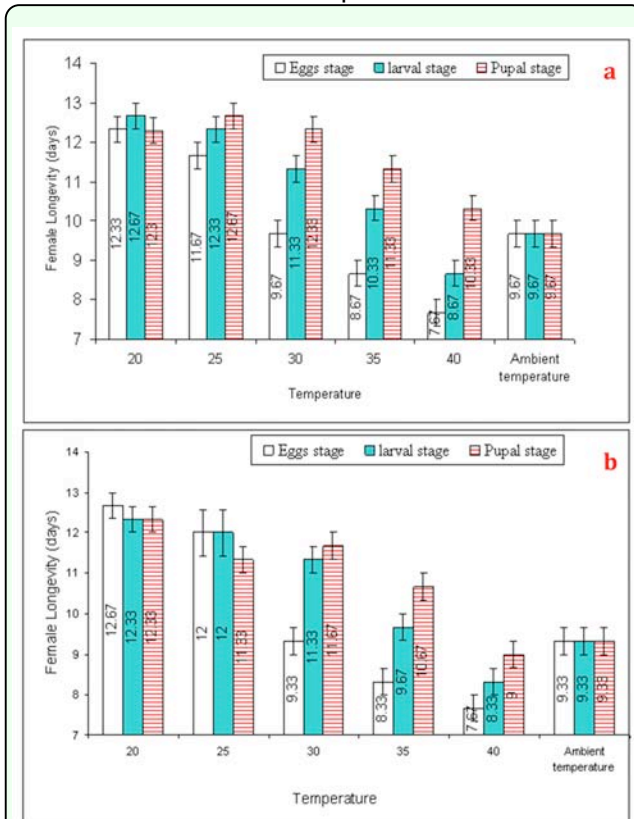 14
Eggs stage larval stage Pupal stage a
13
12
11
10
9
8
7
Female Longevity (days)
12.33 12.67 12.3 11.67 12.33 12.67 9.67 11.33 12.33 8.67 10.33 11.33 7.67 8.67 10.33 9.67 9.67 9.67
20 25 30 35 40 Ambient
temperature
Temperature
14
Eggs stage larval stage Pupal stage b
13
12
11
10
9
8
7
Female Longevity (days)
12.67 12.33 12.33 12 12 11.33 9.33 11.33 11.67 8.33 9.67 10.67 7.67 8.33 9 9.33 9.33 9.33
20 25 30 35 40 Ambient
temperature
Temperature